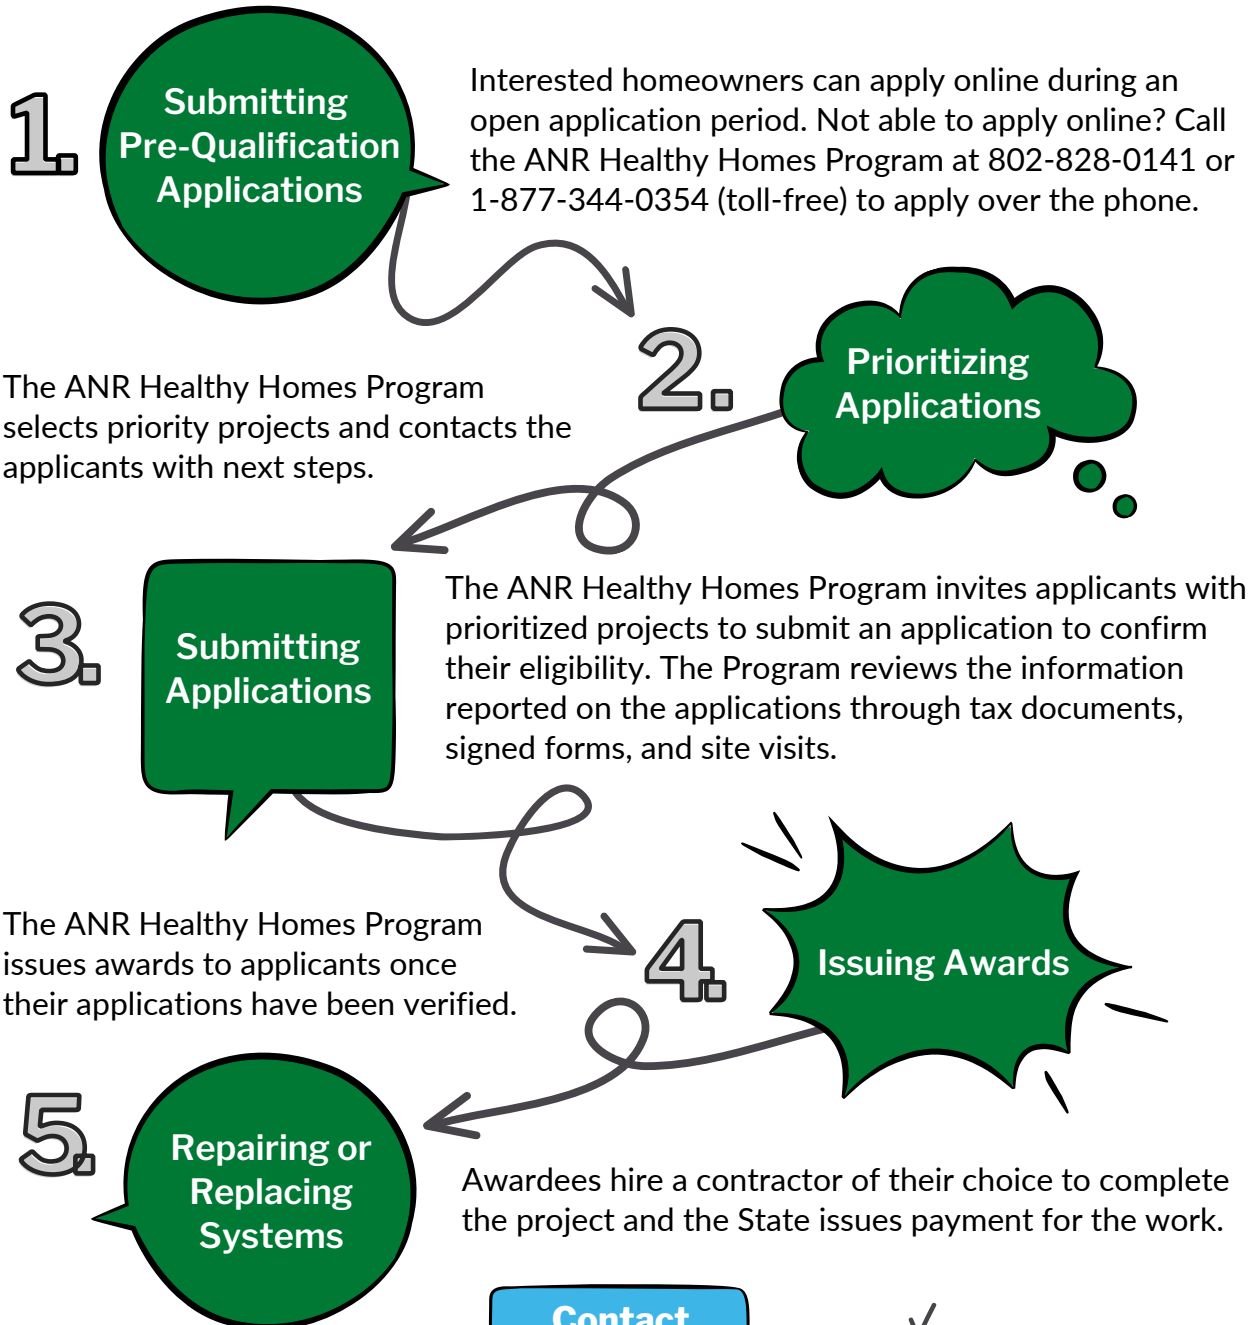 1.
Submitting
Pre-Qualification
Applications
Interested homeowners can apply online during an
open application period. Not able to apply online? Call
the ANR Healthy Homes Program at 802-828-0141 or
1-877-344-0354 (toll-free) to apply over the phone.
2.
Prioritizing
Applications
The ANR Healthy Homes Program
selects priority projects and contacts the
applicants with next steps.
3.
Submitting
Applications
The ANR Healthy Homes Program invites applicants with
prioritized projects to submit an application to confirm
their eligibility. The Program reviews the information
reported on the applications through tax documents,
signed forms, and site visits.
4.
Issuing Awards
The ANR Healthy Homes Program
issues awards to applicants once
their applications have been verified.
5.
Repairing or
Replacing
Systems
Awardees hire a contractor of their choice to complete
the project and the State issues payment for the work.
Contact